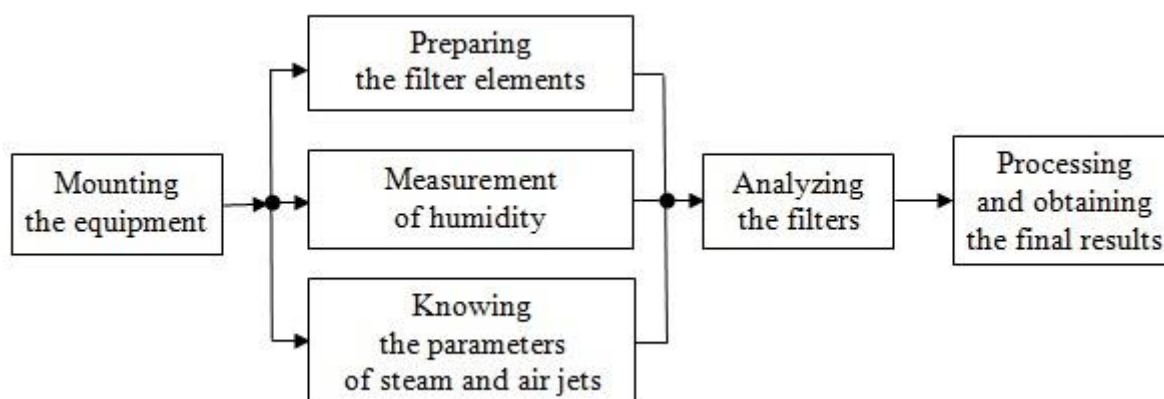 Mounting
the equipment
Preparing
the filter elements
Measurement
of humidity
Knowing
the parameters
of steam and air jets
Analyzing
the filters
Processing
and obtaining
the final results